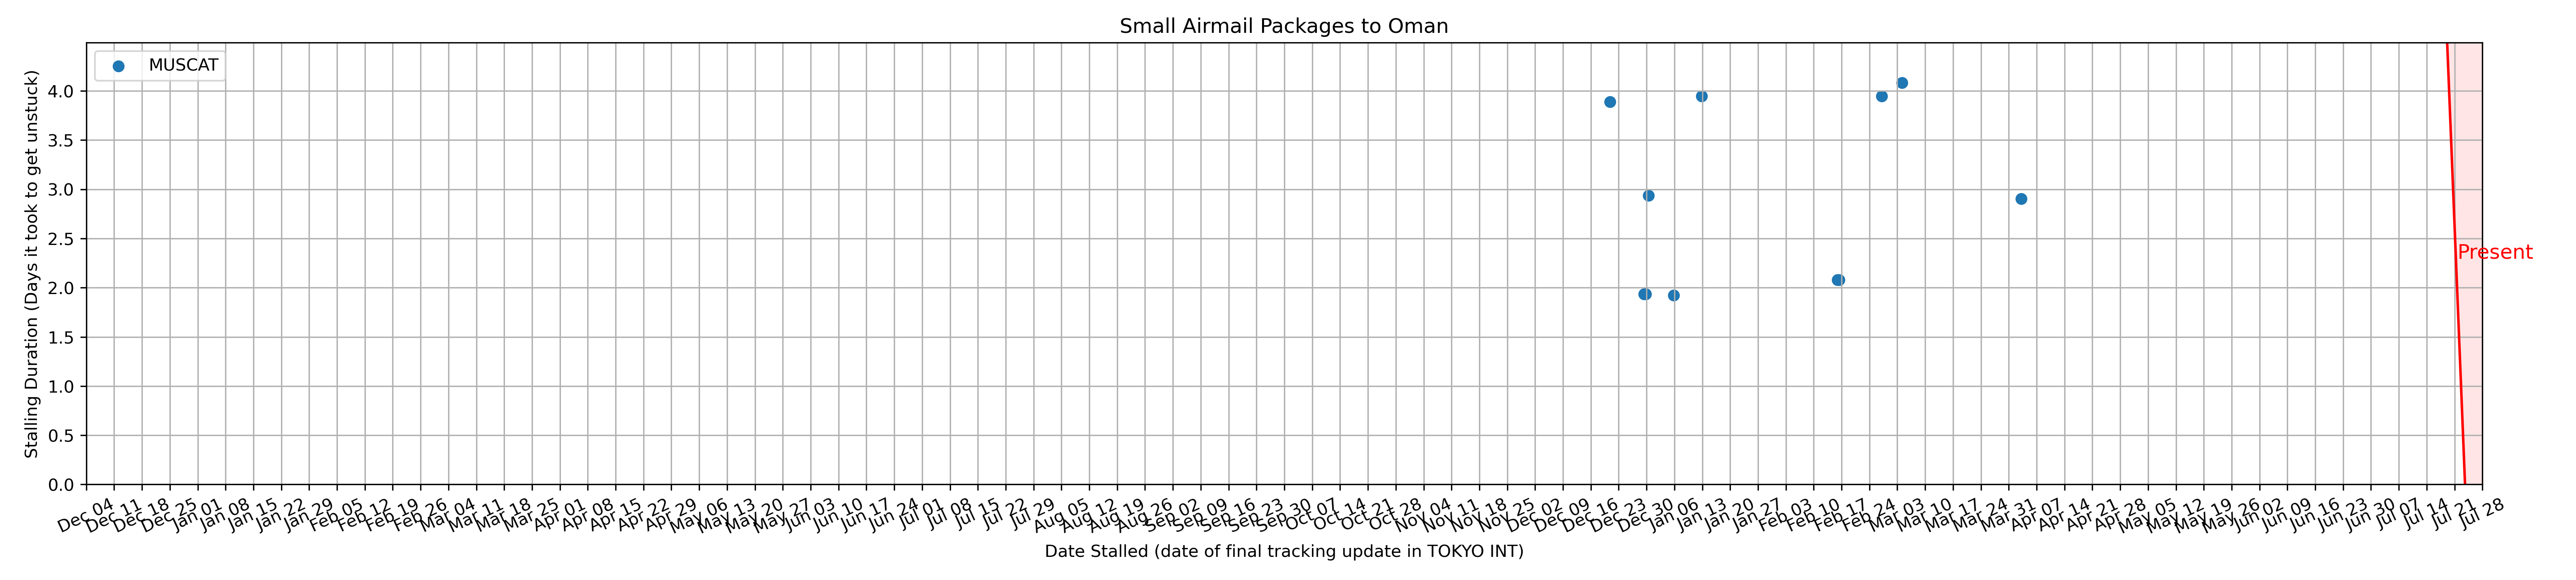 Small Airmail Packages to Oman
MUSCAT
Stalling Duration (Days it took to get unstuck)
4.0
3.5
3.0
2.5
2.0
1.5
1.0
0.5
0.0
Present
Dec 04
Dec 11
Dec 18
Dec 25
Jan 01
Jan 08
Jan 15
Jan 22
Jan 29
Feb 05
Feb 12
Feb 19
Feb 26
Mar 04
Mar 11
Mar 18
Mar 25
Apr 01
Apr 08
Apr 15
Apr 22
Apr 29
May 06
May 13
May 20
May 27
Jun 03
Jun 10
Jun 17
Jun 24
Jul 01
Jul 08
Jul 15
Jul 22
Jul 29
Aug 05
Aug 12
Aug 19
Aug 26
Sep 02
Sep 09
Sep 16
Sep 23
Sep 30
Oct 07
Oct 14
Oct 21
Oct 28
Nov 04
Nov 11
Nov 18
Nov 25
Dec 02
Dec 09
Dec 16
Dec 23
Dec 30
Jan 06
Jan 13
Jan 20
Jan 27
Feb 03
Feb 10
Feb 17
Feb 24
Mar 03
Mar 10
Mar 17
Mar 24
Mar 31
Apr 07
Apr 14
Apr 21
Apr 28
May 05
May 12
May 19
May 26
Jun 02
Jun 09
Jun 16
Jun 23
Jun 30
Jul 07
Jul 14
Jul 21
Jul 28
Date Stalled (date of final tracking update in TOKYO INT)